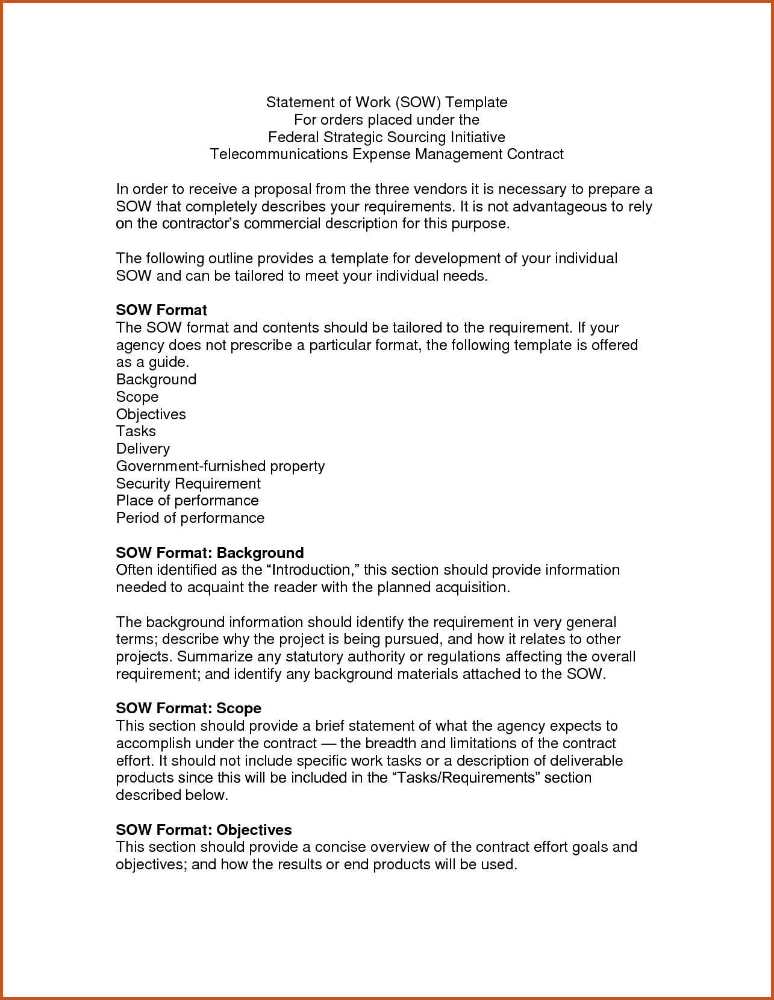 Statement of Work (SOW) Template
For orders placed under the
Federal Strategic Sourcing Initiative
Telecommunications Expense Management Contract
In order to receive a proposal from the three vendors it is necessary to prepare a
SOW that completely describes your requirements. It is not advantageous to rely
on the contractor’s commercial description for this purpose.
The following outline provides a template for development of your individual
SOW and can be tailored to meet your individual needs.
SOW Format
The SOW format and contents should be tailored to the requirement. If your
agency does not prescribe a particular format, the following template is offered
as a guide.
Background
Scope
Objectives
Tasks
Delivery
Government-furnished property
Security Requirement
Place of performance
Period of performance
SOW Format: Background
Often identified as the “Introduction,” this section should provide information
needed to acquaint the reader with the planned acquisition.
The background information should identify the requirement in very general
terms; describe why the project is being pursued, and how it relates to other
projects. Summarize any statutory authority or regulations affecting the overall
requirement; and identify any background materials attached to the SOW.
SOW Format: Scope
This section should provide a brief statement of what the agency expects to
accomplish under the contract — the breadth and limitations of the contract
effort. It should not include specific work tasks or a description of deliverable
products since this will be included in the “Tasks/Requirements” section
described below.
SOW Format: Objectives
This section should provide a concise overview of the contract effort goals and
objectives; and how the results or end products will be used.